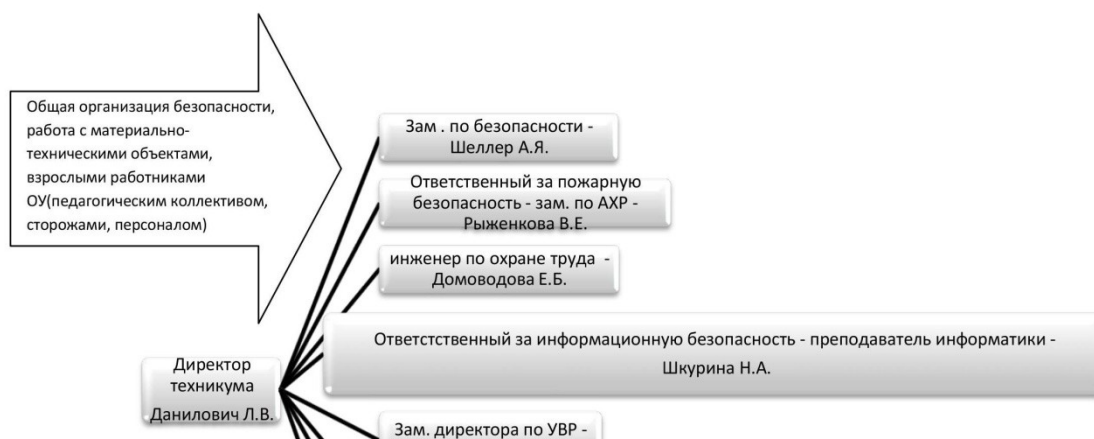 Общая организация безопасности,
работа с материально-
техническими объектами,
взрослыми работниками
ОУ(педагогическим коллективом,
сторожами, персоналом)
Зам . по безопасности -
Шеллер А.Я.
Ответственный за пожарную
безопасность - зам. по АХР -
Рыженкова В.Е.
инженер по охране труда -
Домоводова Е.Б.
Ответстственный за информационную безопасность - преподаватель информатики -
Шкурина Н.А.
Директор
техникума
Данилович Л.В.
Зам. директора по УВР -